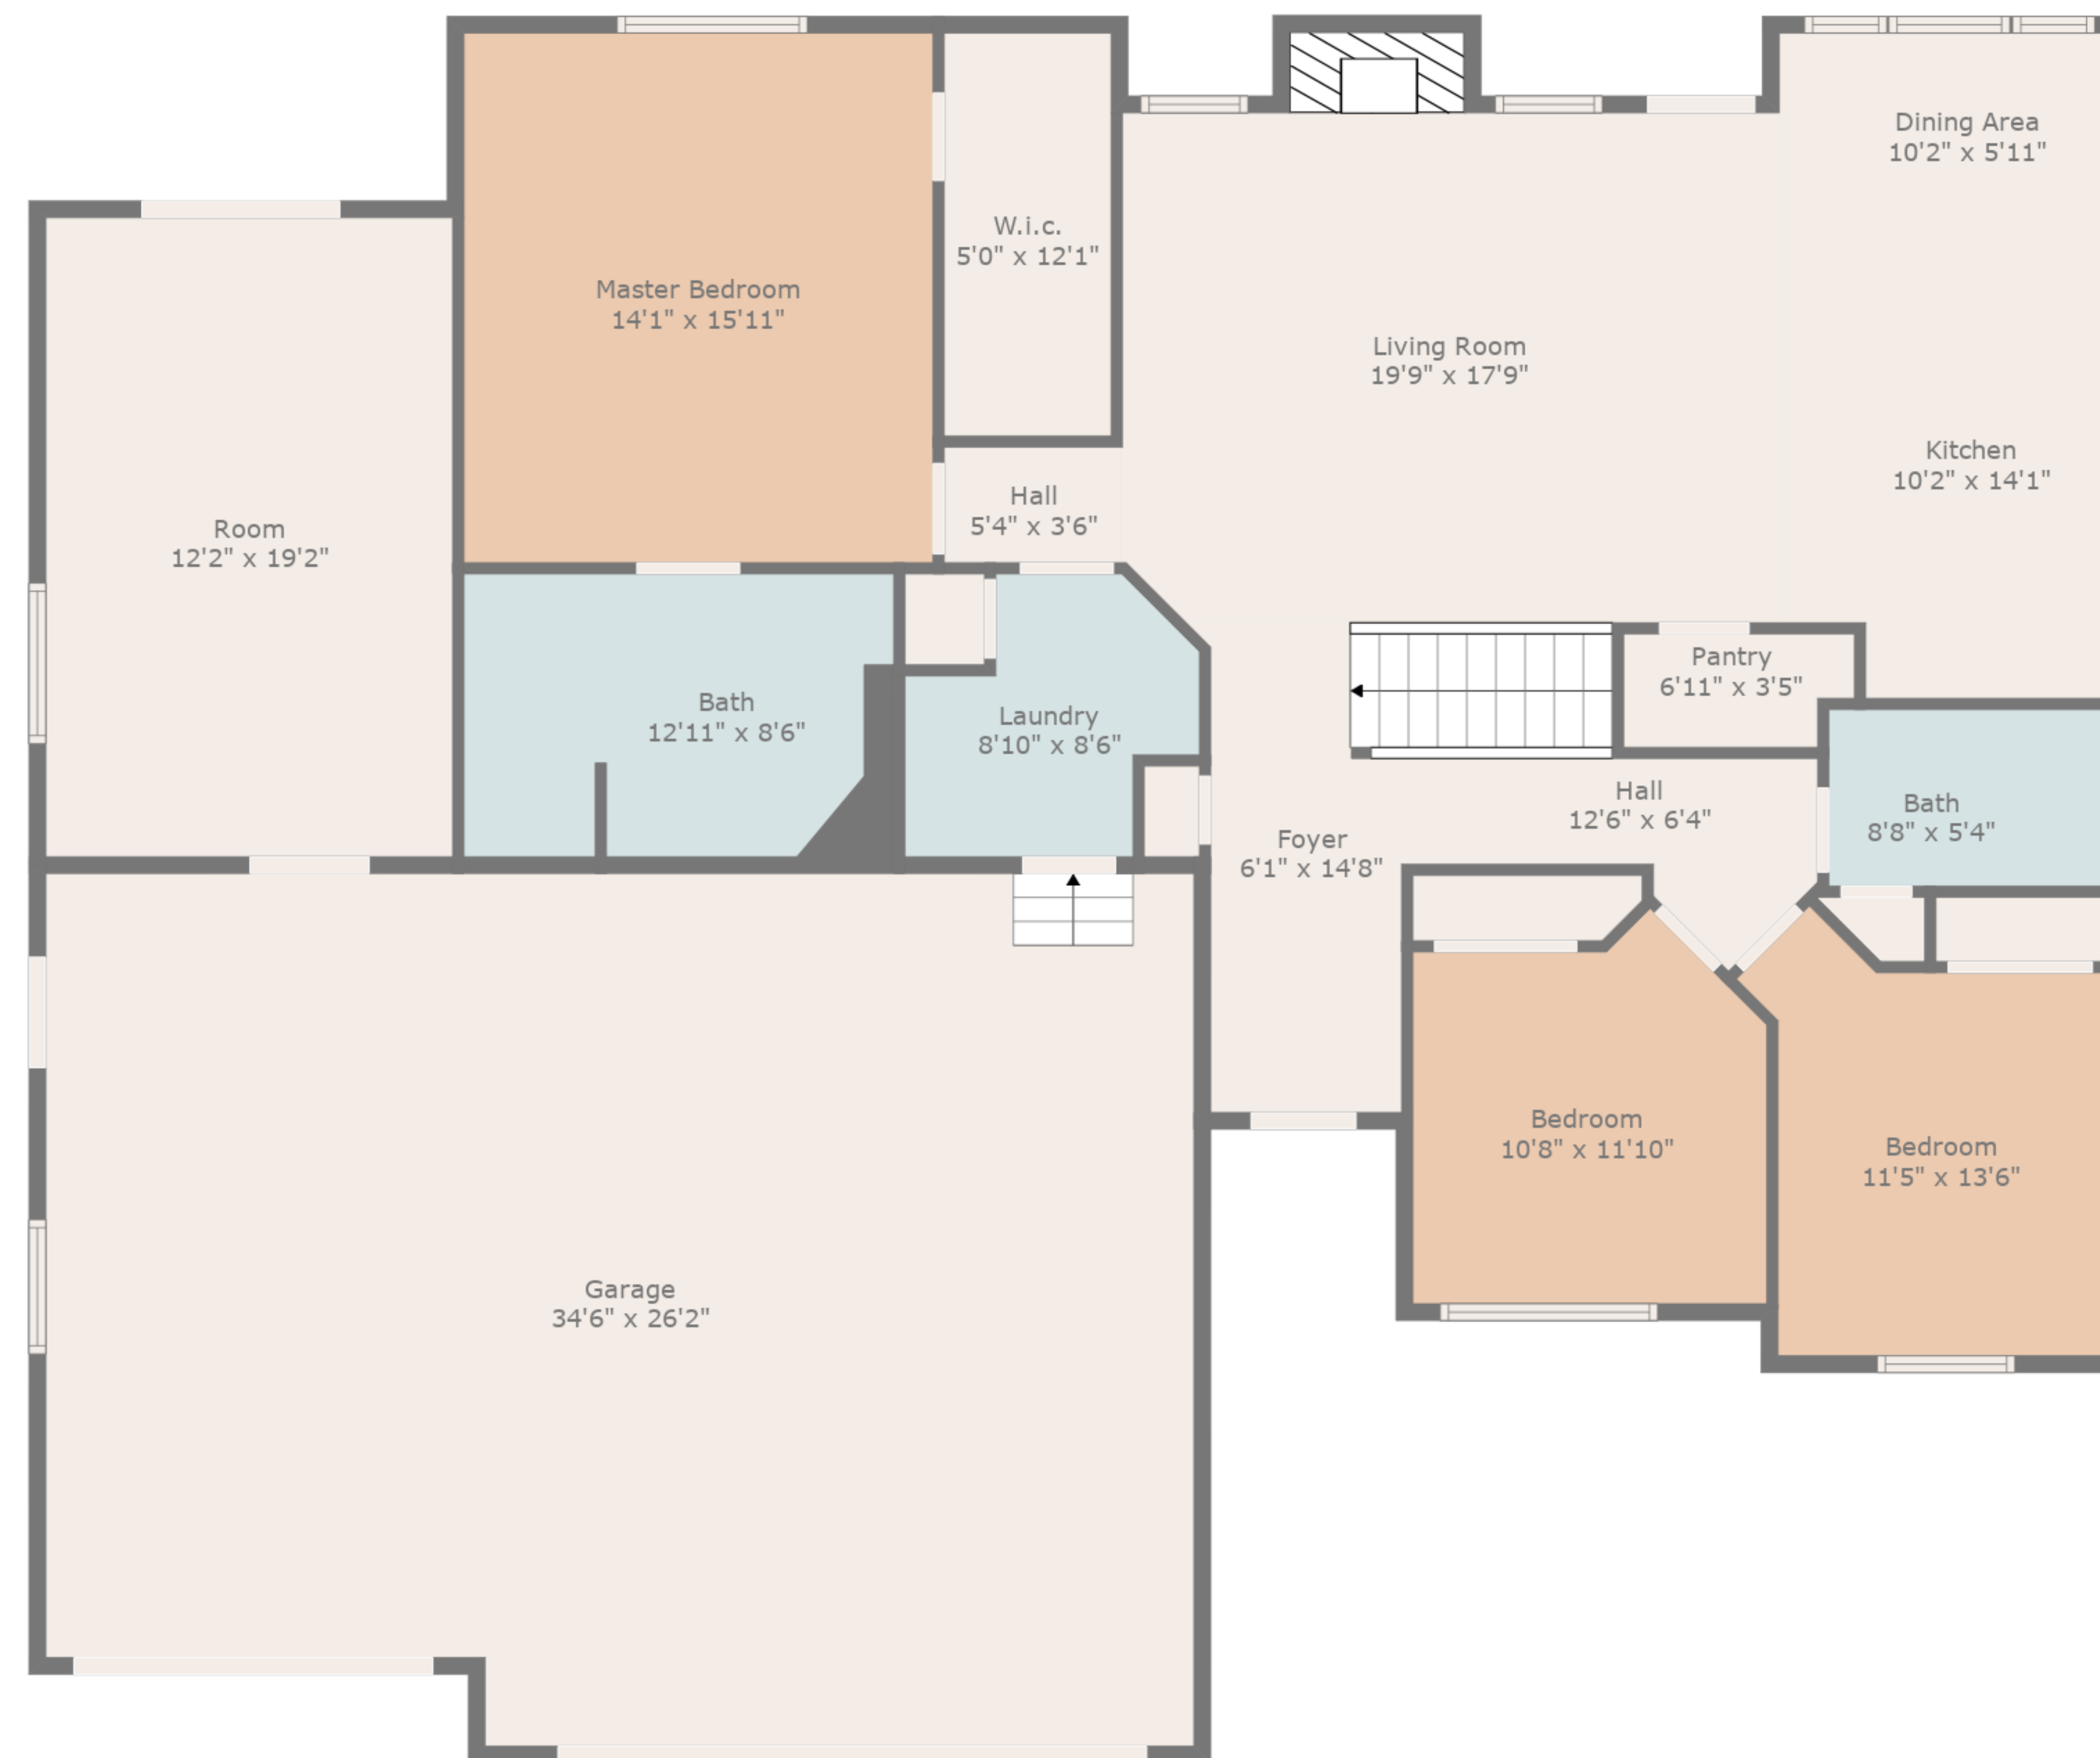 Dining Area
10'2" x 5'11"
W.i.c.
5'0" x 12'1"
Master Bedroom
14'1" x 15'11"
Living Room
19'9" x 17'9"
Kitchen
10'2" x 14'1"
Hall
5'4" x 3'6"
Room
12'2" x 19'2"
Pantry
6'11" x 3'5"
Bath
12'11" x 8'6"
Laundry
8'10" x 8'6"
Hall
12'6" x 6'4"
Bath
8'8" x 5'4"
Foyer
6'1" x 14'8"
Bedroom
10'8" x 11'10"
Bedroom
11'5" x 13'6"
Garage
34'6" x 26'2"